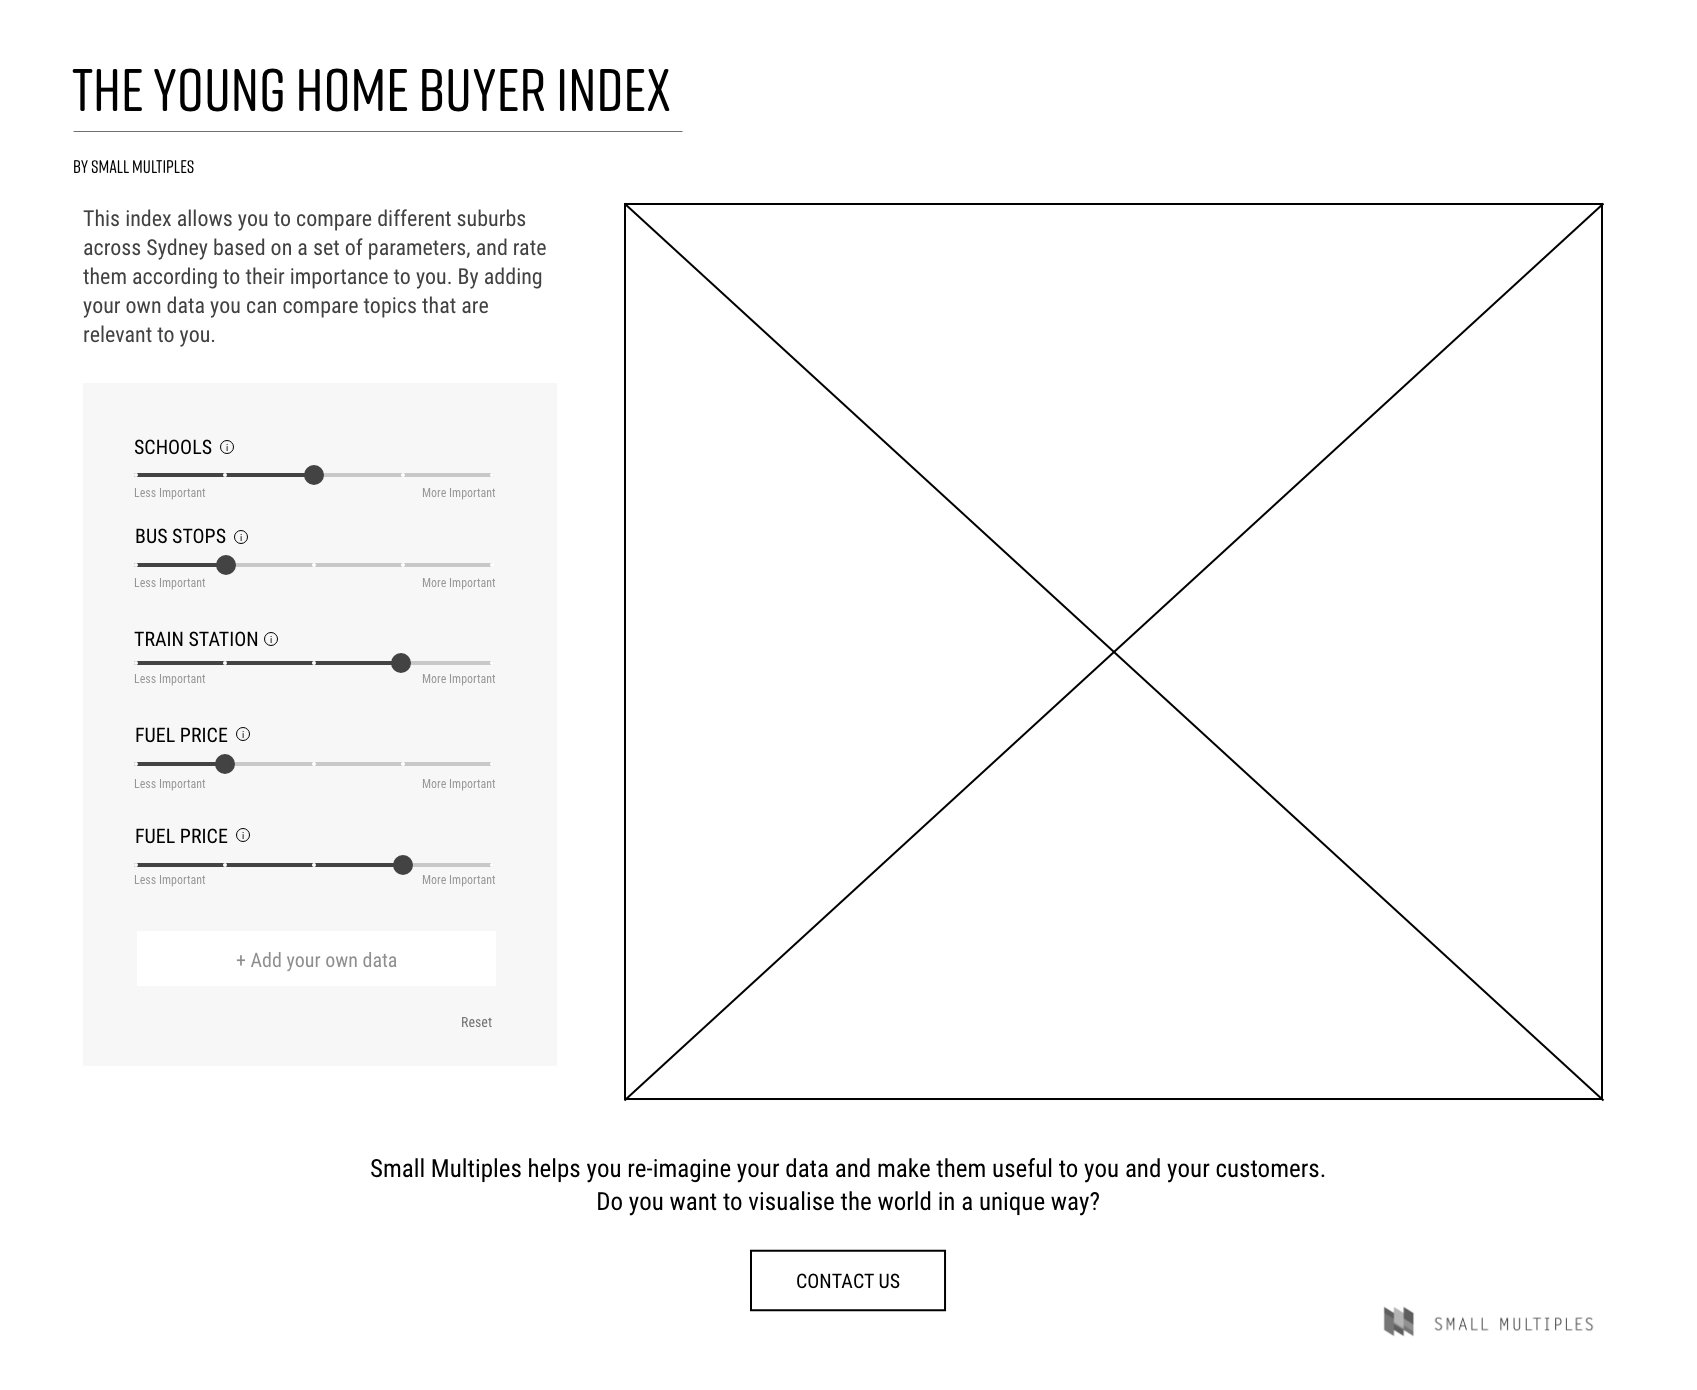 THE YOUNG HOME BUYER INDEX
BY SMALL MULTIPLES
This index allows you to compare different suburbs
across Sydney based on a set of parameters, and rate
them according to their importance to you. By adding
your own data you can compare topics that are
relevant to you.
SCHOOLS i
Less Important More Important
BUS STOPS i
Less Important More Important
TRAIN STATION i
Less Important More Important
FUEL PRICE i
Less Important More Important
FUEL PRICE i
Less Important More Important
+ Add your own data
Reset
Small Multiples helps you re-imagine your data and make them useful to you and your customers.
Do you want to visualise the world in a unique way?
CONTACT US
SMALL MULTIPLES